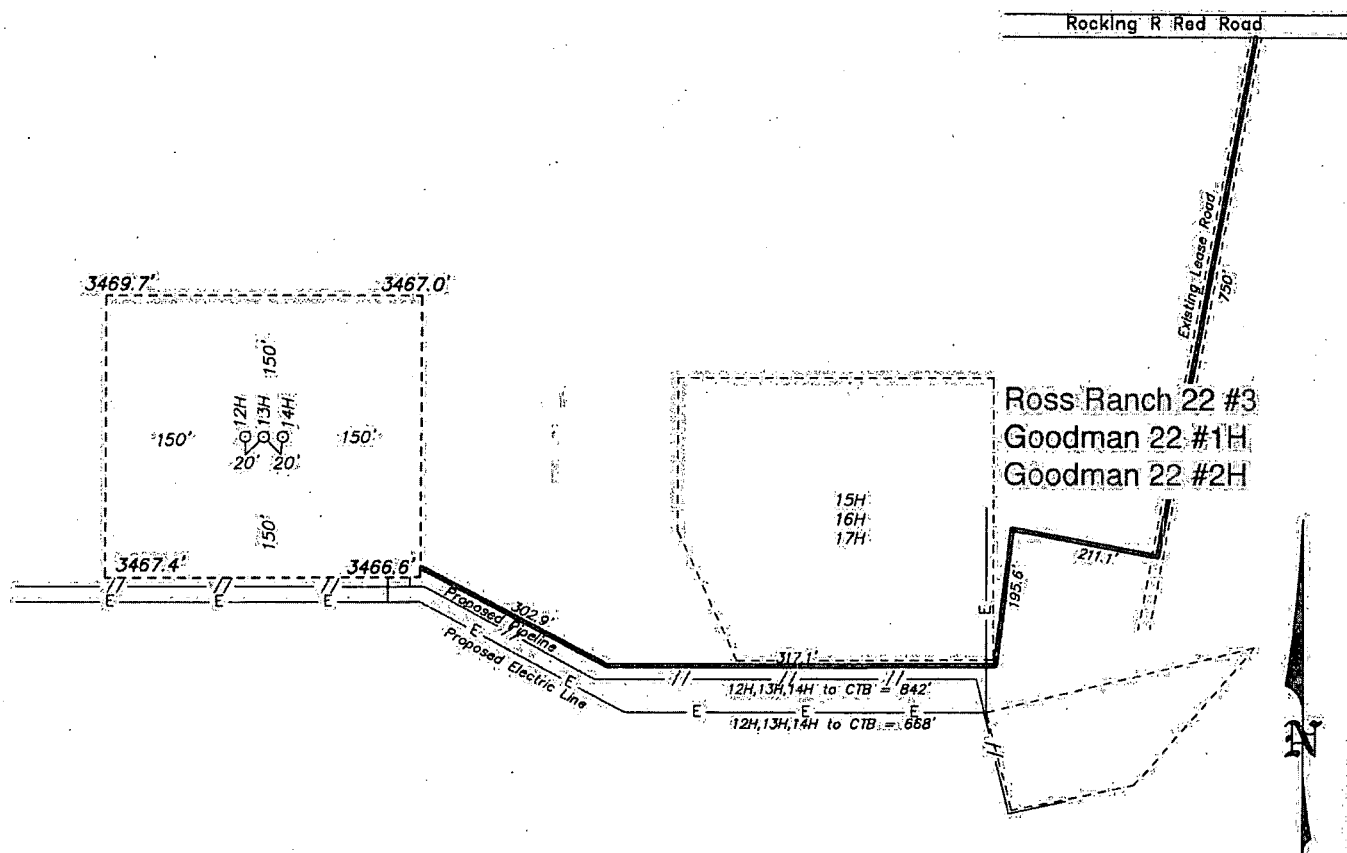 Rocking R Red Road
Existing Lease Road
750'
3469.7'
3467.0'
150'
12H
13H
14H
150'
150'
20'
20'
150'
3467.4'
3466.6'
Ross Ranch 22 #3
Goodman 22 #1H
Goodman 22 #2H
15H
16H
17H
211.1'
195.6'
E
302.9'
Proposed Pipeline
E
E
E
E
E
Proposed Electric Line
317.1'
12H,13H,14H to CTB = 842'
E
E
E
12H,13H,14H to CTB = 668'
N